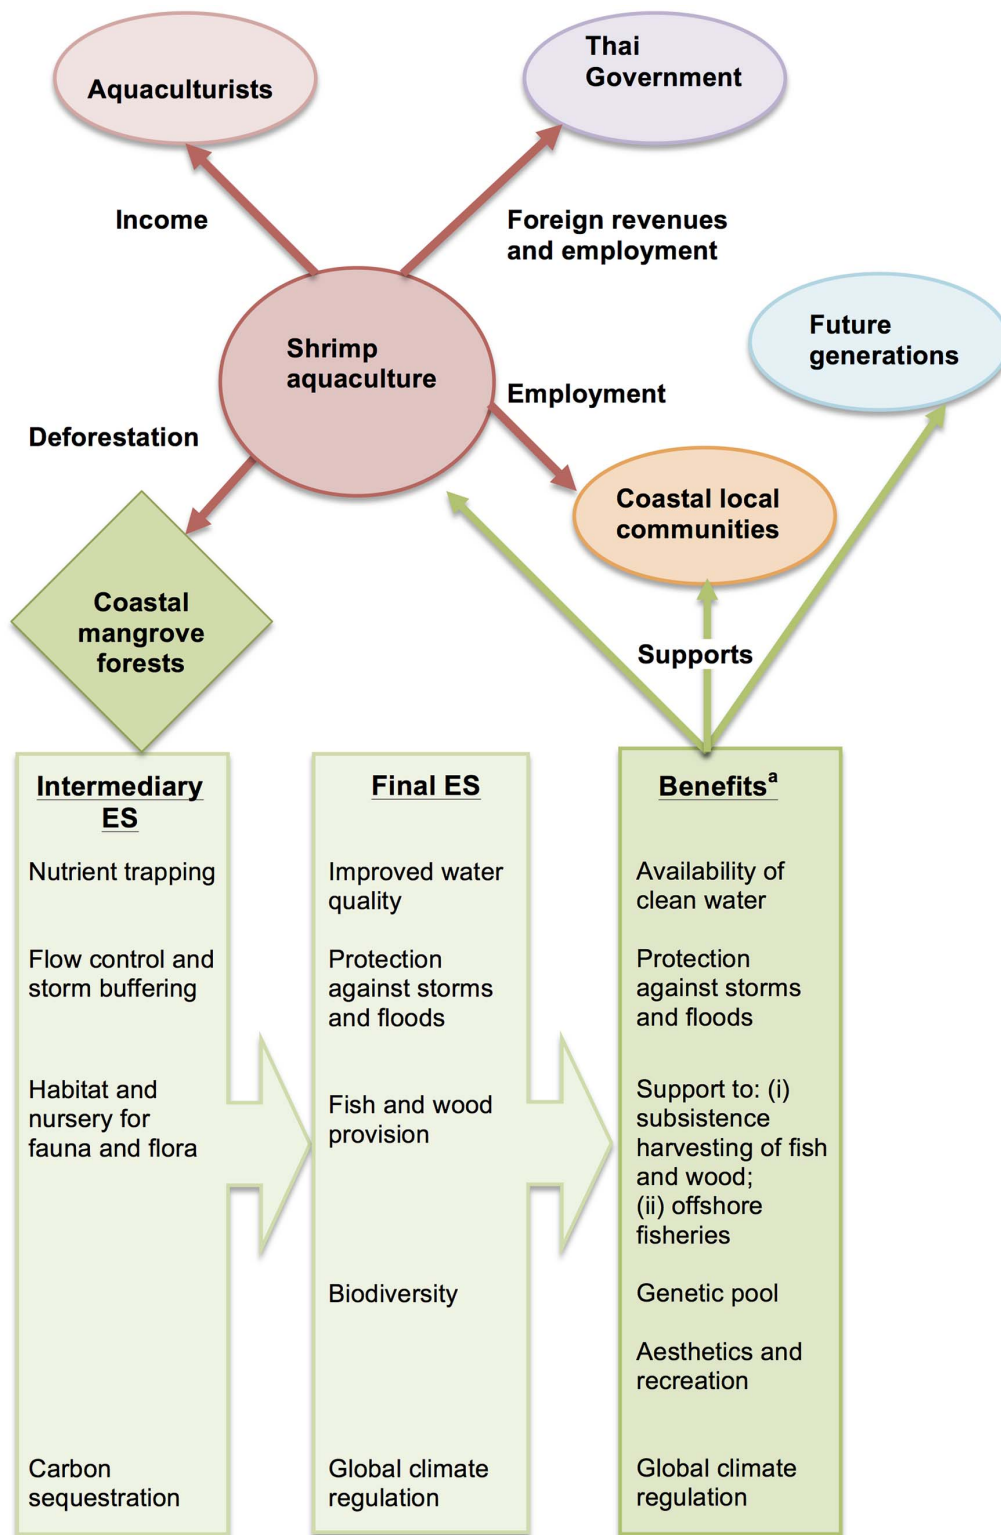 Thai
Government
Aquaculturists
Income
Foreign revenues
and employment
Future
generations
Shrimp
aquaculture
Employment
Deforestation
Coastal local
communities
Coastal
mangrove
forests
Supports
Intermediary
ES
Nutrient trapping
Flow control and
storm buffering
Habitat and
nursery for
fauna and flora
Carbon
sequestration
Final ES
Improved water
quality
Protection
against storms
and floods
Fish and wood
provision
Biodiversity
Global climate
regulation
Benefitsᵃ
Availability of
clean water
Protection
against storms
and floods
Support to: (i)
subsistence
harvesting of fish
and wood;
(ii) offshore
fisheries
Genetic pool
Aesthetics and
recreation
Global climate
regulation